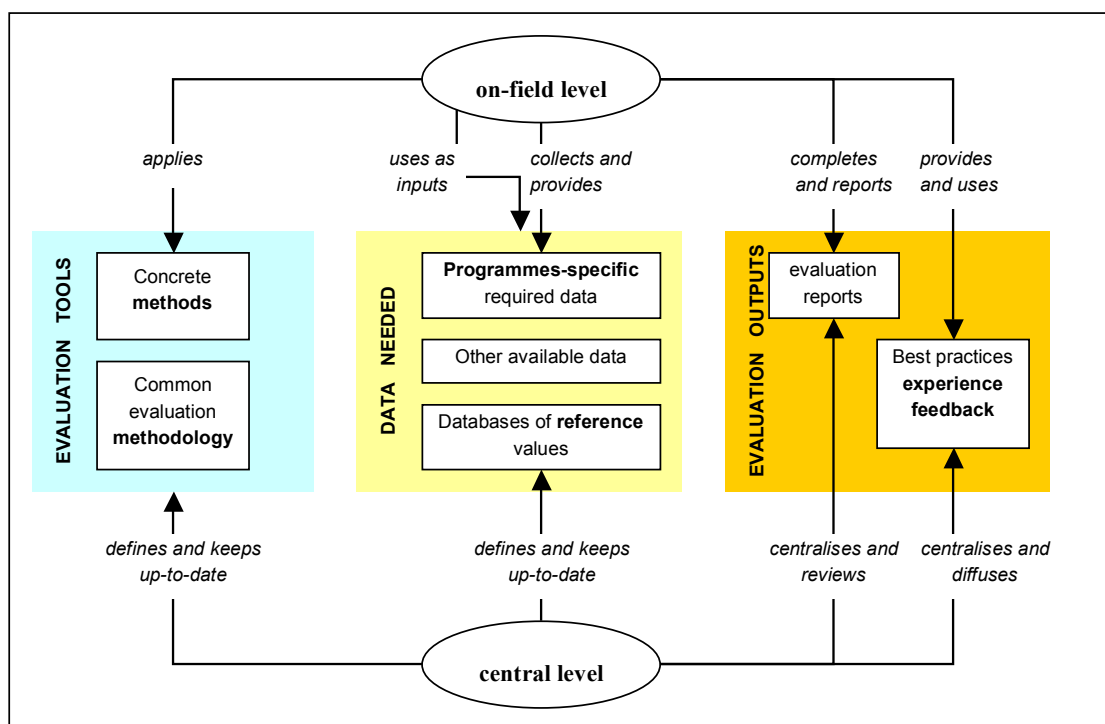 on-field level
applies
uses as
inputs
collects and
provides
completes
and reports
provides
and uses
EVALUATION TOOLS
Concrete
methods
Common
evaluation
methodology
DATA NEEDED
Programmes-specific
required data
Other available data
Databases of reference
values
EVALUATION OUTPUTS
evaluation
reports
Best practices
experience
feedback
defines and keeps
up-to-date
defines and keeps
up-to-date
centralises and
reviews
centralises and
diffuses
central level